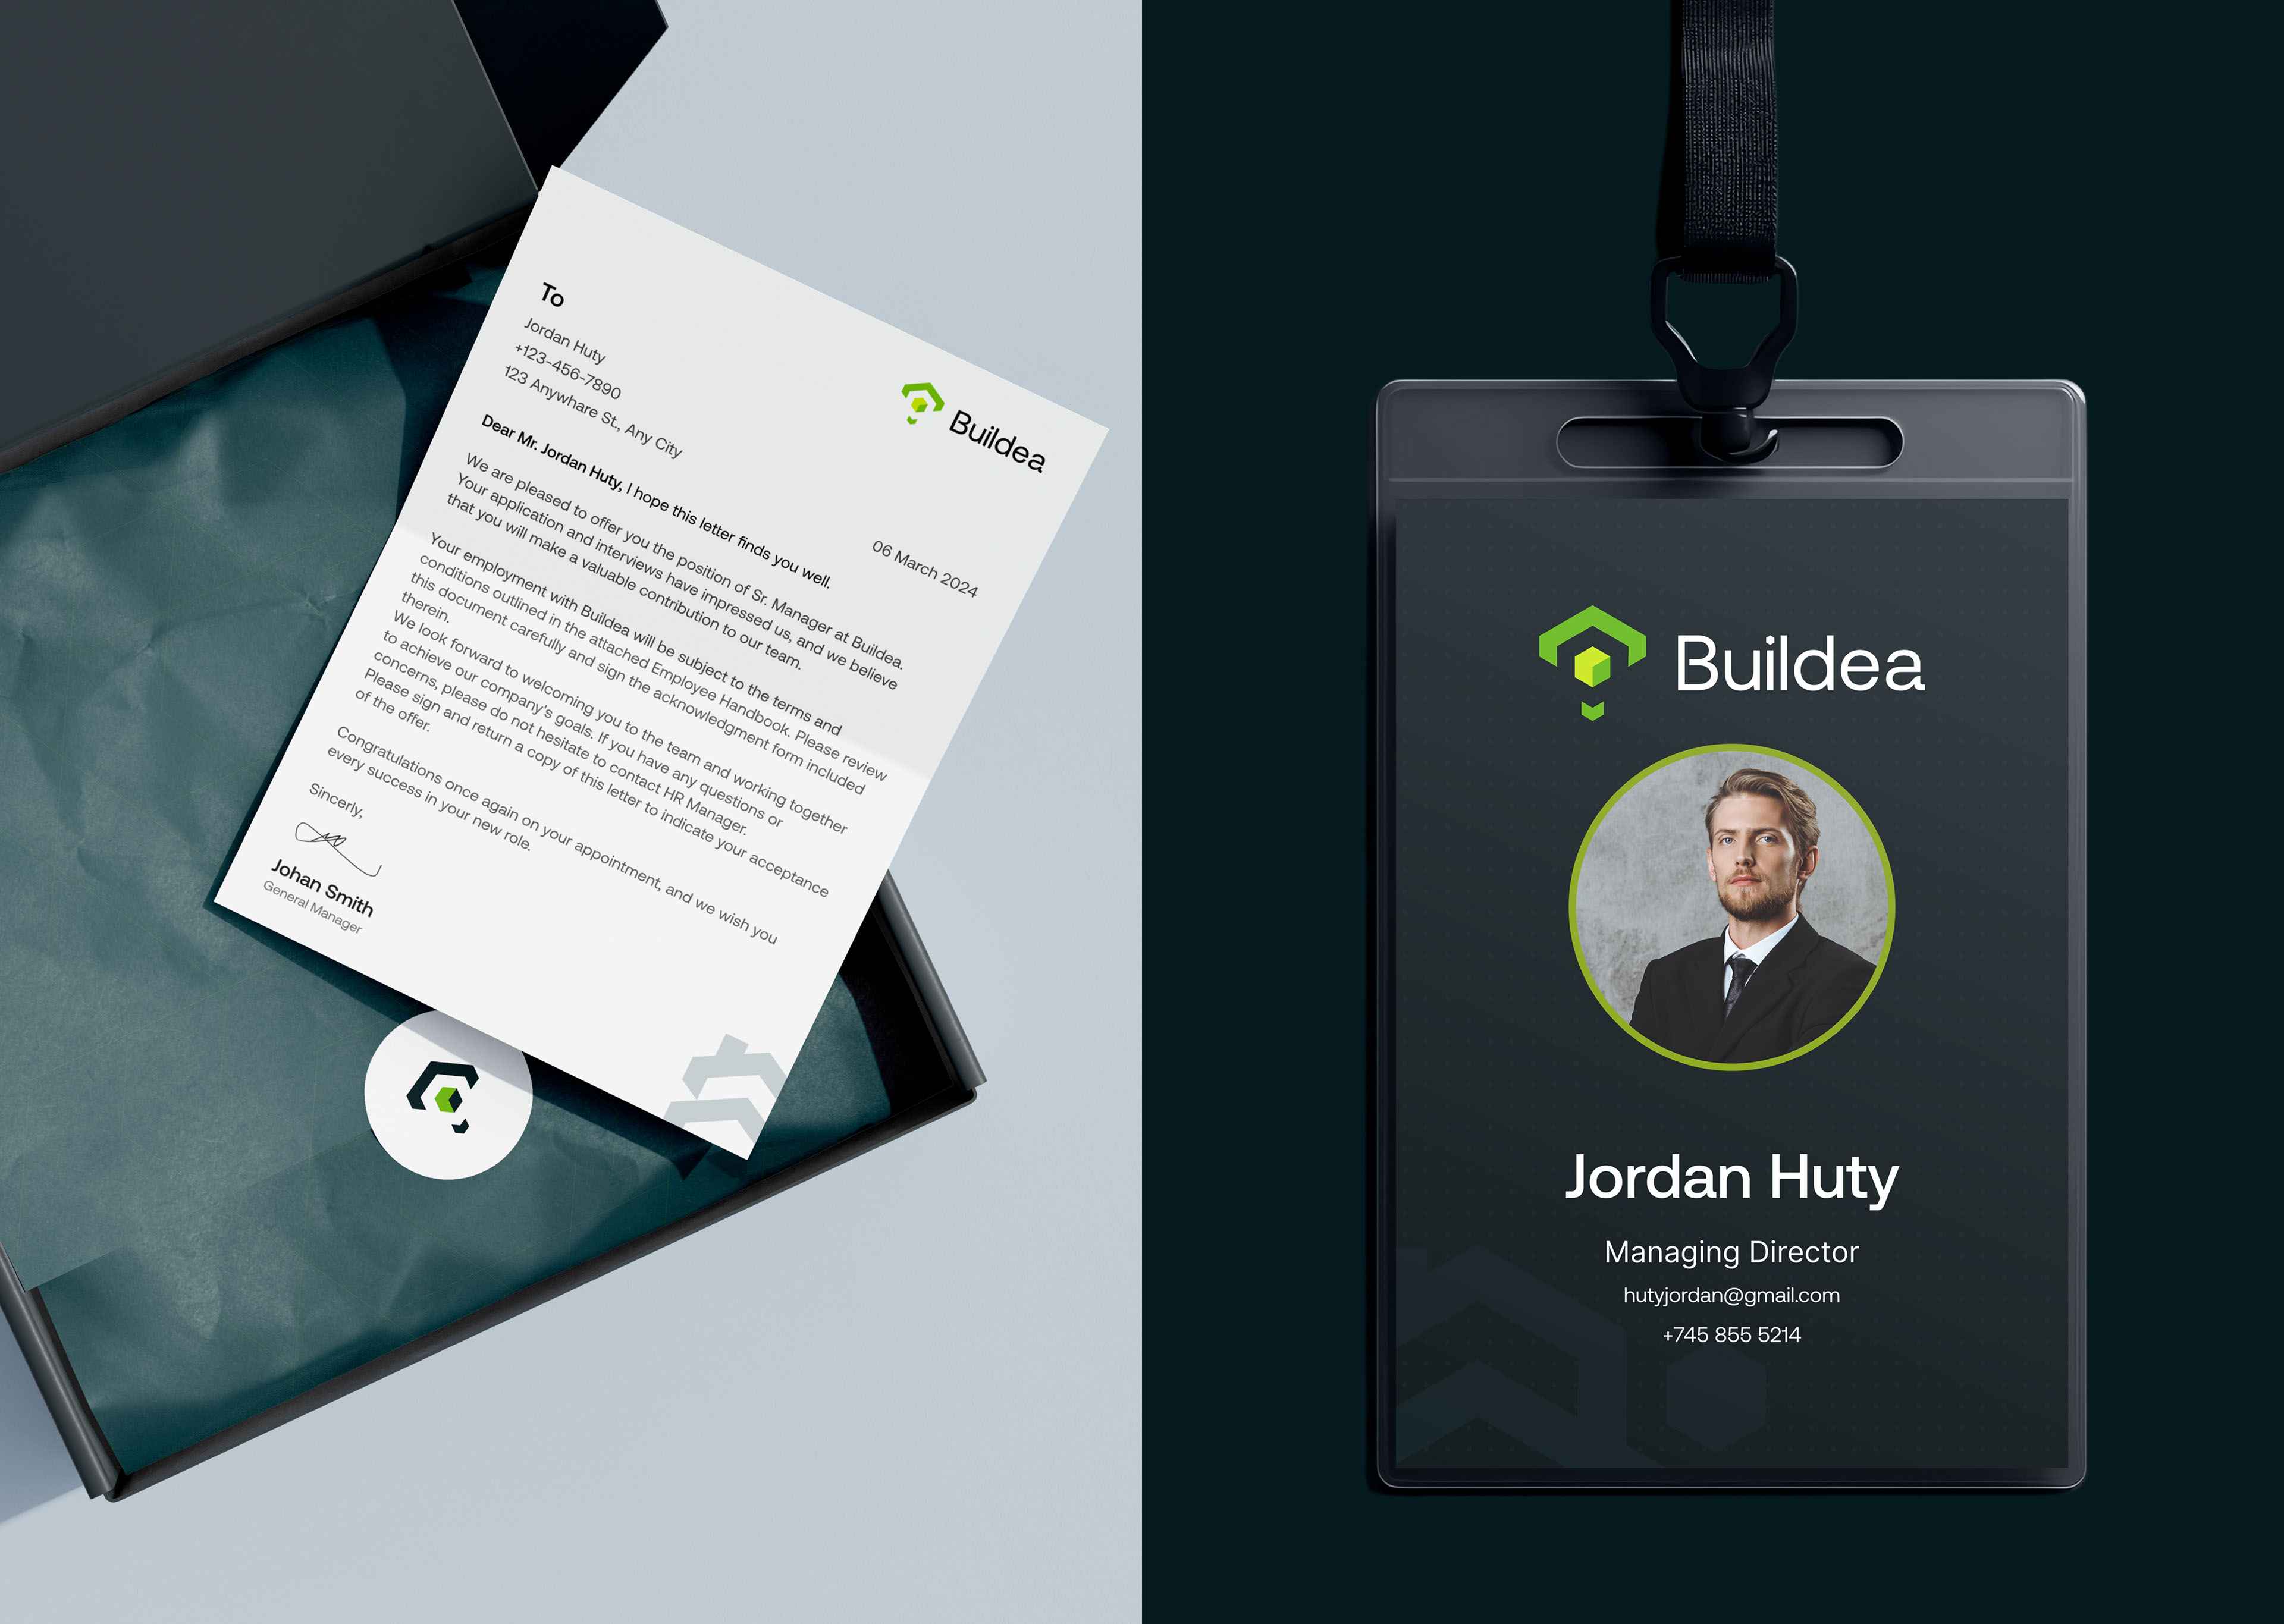 To
Jordan Huty
+123-456-7890
123 Anywhare St., Any City
Buildea
06 March 2024
Dear Mr. Jordan Huty, I hope this letter finds you well.
We are pleased to offer you the position of Sr. Manager at Buildea.
Your application and interviews have impressed us, and we believe
that you will make a valuable contribution to our team.
Your employment with Buildea will be subject to the terms and
conditions outlined in the attached Employee Handbook. Please review
this document carefully and sign the acknowledgment form included
therein.
We look forward to welcoming you to the team and working together
to achieve our company's goals. If you have any questions or
concerns, please do not hesitate to contact HR Manager.
Please sign and return a copy of this letter to indicate your acceptance
of the offer.
Congratulations once again on your appointment, and we wish you
every success in your new role.
Sincerly,
Johan Smith
General Manager
Buildea
Jordan Huty
Managing Director
hutyjordan@gmail.com
+745 855 5214